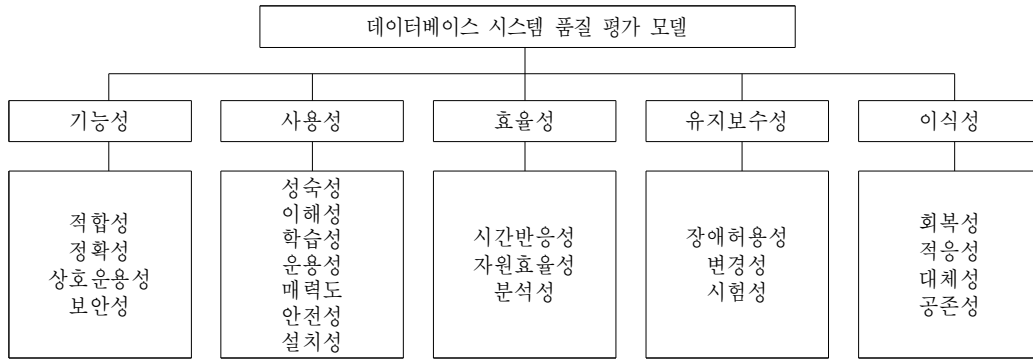 데이터베이스 시스템 품질 평가 모델
기능성
사용성
효율성
유지보수성
이식성
적합성
정확성
상호운용성
보안성
성숙성
이해성
학습성
운용성
매력도
안전성
설치성
시간반응성
자원효율성
분석성
장애허용성
변경성
시험성
회복성
적응성
대체성
공존성